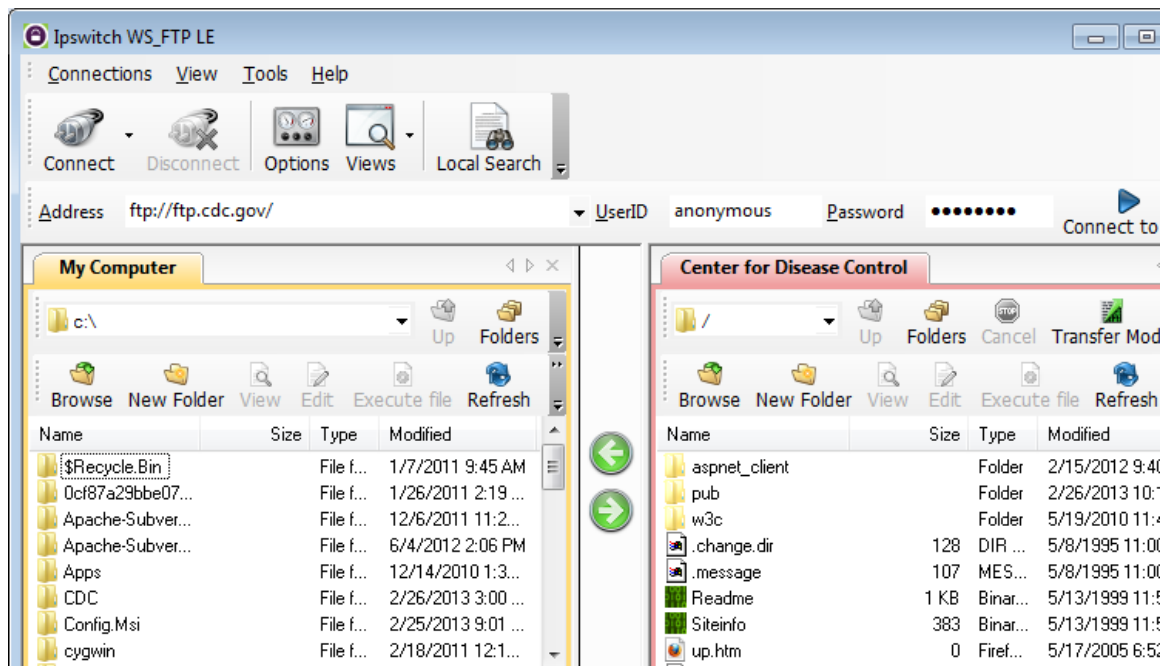 Ipswitch WS_FTP LE
Connections View Tools Help
Connect Disconnect Options Views Local Search
Address ftp://ftp.cdc.gov/ UserID anonymous Password ●●●●●●●● Connect to
My Computer
c:\ Up Folders
Browse New Folder View Edit Execute file Refresh
Name Size Type Modified
$Recycle.Bin File f... 1/7/2011 9:45 AM
0cf87a29bbe07... File f... 1/26/2011 2:19 ...
Apache-Subver... File f... 12/6/2011 11:2...
Apache-Subver... File f... 6/4/2012 2:06 PM
Apps File f... 12/14/2010 1:3...
CDC File f... 2/26/2013 3:00 ...
Config.Msi File f... 2/25/2013 9:01 ...
cygwin File f... 2/18/2011 12:1...
Center for Disease Control
/ Up Folders STOP Cancel Transfer Mod
Browse New Folder View Edit Execute file Refresh
Name Size Type Modified
aspnet_client Folder 2/15/2012 9:40
pub Folder 2/26/2013 10:1
w3c Folder 5/19/2010 11:4
.change.dir 128 DIR ... 5/8/1995 11:00
.message 107 MES... 5/8/1995 11:00
Readme 1 KB Binar... 5/13/1999 11:5
Siteinfo 383 Binar... 5/13/1999 11:5
up.htm 0 Firef... 5/17/2005 6:52